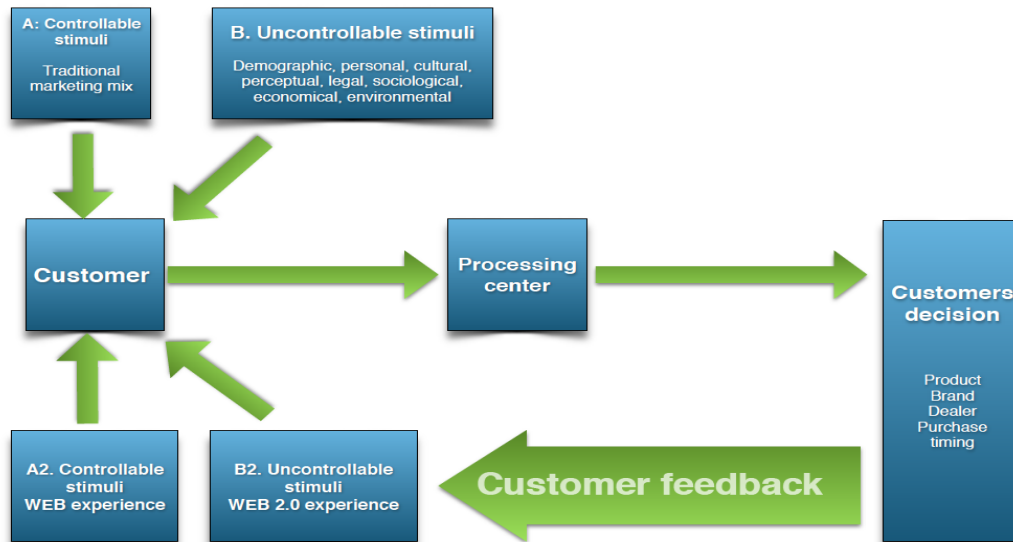 A: Controllable
stimuli
Traditional
marketing mix
B. Uncontrollable stimuli
Demographic, personal, cultural,
perceptual, legal, sociological,
economical, environmental
Customer
Processing
center
Customers
decision
Product
Brand
Dealer
Purchase
timing
A2. Controllable
stimuli
WEB experience
B2. Uncontrollable
stimuli
WEB 2.0 experience
Customer feedback